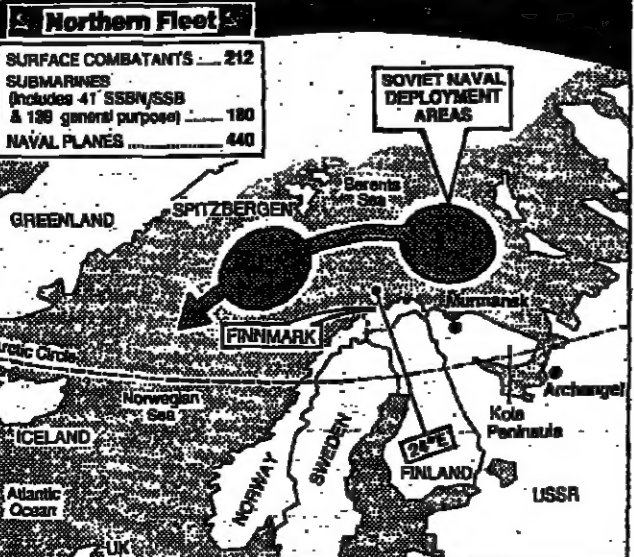 Northern Fleet
SURFACE COMBATANTS ..... 212
SUBMARINES
(includes 41 SSBN/SSB
& 139 general purpose) ........ 180
NAVAL PLANES .................. 440
SOVIET NAVAL
DEPLOYMENT
AREAS
Barents
Sea
GREENLAND
SPITZBERGEN
Murmansk
FINNMARK
Arctic Circle
Archangel
Norwegian
Sea
Kola
Peninsula
ICELAND
24°E
NORWAY
SWEDEN
FINLAND
USSR
Atlantic
Ocean
UK